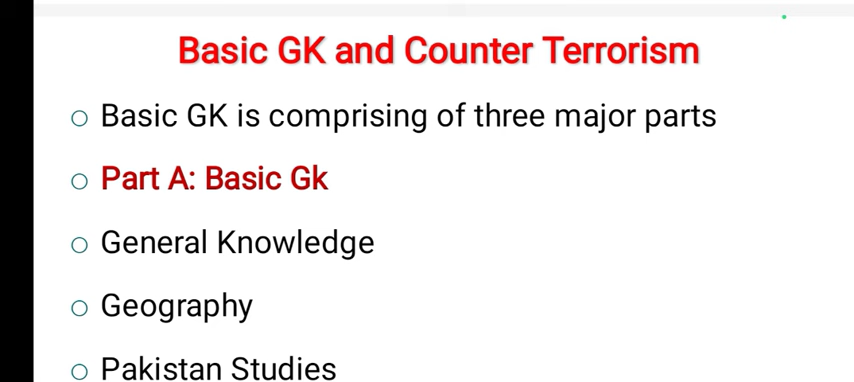 Basic GK and Counter Terrorism
Basic GK is comprising of three major parts
Part A: Basic Gk
General Knowledge
Geography
Pakistan Studies